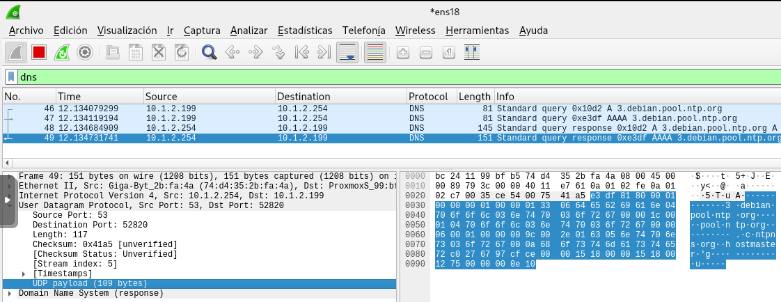 *ens18
Archivo Edición Visualización Ir Captura Analizar Estadísticas Telefonía Wireless Herramientas Ayuda
dns
No. Time Source Destination Protocol Length Info
46 12.134079299 10.1.2.199 10.1.2.254 DNS 81 Standard query 0x10d2 A 3.debian.pool.ntp.org
47 12.134119194 10.1.2.199 10.1.2.254 DNS 81 Standard query 0xe3df AAAA 3.debian.pool.ntp.org
48 12.134684909 10.1.2.254 10.1.2.199 DNS 145 Standard query response 0x10d2 A 3.debian.pool.ntp.org A
49 12.134731741 10.1.2.254 10.1.2.199 DNS 151 Standard query response 0xe3df AAAA 3.debian.pool.ntp.org
Frame 49: 151 bytes on wire (1208 bits), 151 bytes captured (1208 bits) on i
Ethernet II, Src: Giga-Byt_2b:fa:4a (74:d4:35:2b:fa:4a), Dst: ProxmoxS_99:bf
Internet Protocol Version 4, Src: 10.1.2.254, Dst: 10.1.2.199
User Datagram Protocol, Src Port: 53, Dst Port: 52820
Source Port: 53
Destination Port: 52820
Length: 117
Checksum: 0x41a5 [unverified]
[Checksum Status: Unverified]
[Stream index: 5]
[Timestamps]
UDP payload (109 bytes)
Domain Name System (response)
0000 bc 24 11 99 bf b5 74 d4 35 2b fa 4a 08 00 45 00
0010 00 89 79 3c 00 00 40 11 e7 61 0a 01 02 fe 0a 01
0020 02 c7 00 35 ce 54 00 75 41 a5 e3 df 81 80 00 01
0030 00 00 00 01 00 00 01 33 06 64 65 62 69 61 6e 04
0040 70 6f 6f 6c 03 6e 74 70 03 6f 72 67 00 00 1c 00
0050 01 04 70 6f 6f 6c 03 6e 74 70 03 6f 72 67 00 00
0060 06 00 01 00 00 00 9c 00 2e 01 63 05 6e 74 70 6e
0070 73 03 6f 72 67 00 0a 68 6f 73 74 6d 61 73 74 65
0080 72 c0 27 67 97 cf ce 00 00 15 18 00 00 15 18 00
0090 12 75 00 00 00 0e 10